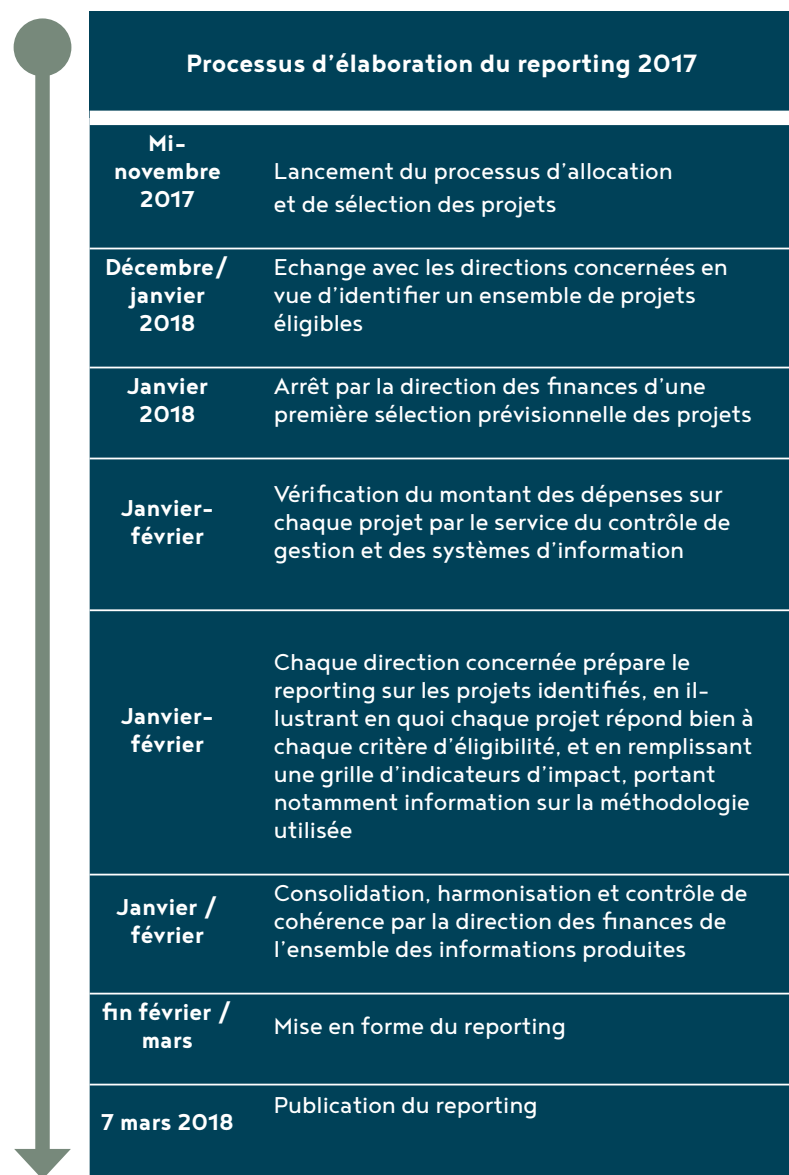 Processus d'élaboration du reporting 2017
Mi-
novembre
2017
Lancement du processus d'allocation
et de sélection des projets
Décembre/
janvier
2018
Echange avec les directions concernées en
vue d'identifier un ensemble de projets
éligibles
Janvier
2018
Arrêt par la direction des finances d'une
première sélection prévisionnelle des projets
Janvier-
février
Vérification du montant des dépenses sur
chaque projet par le service du contrôle de
gestion et des systèmes d'information
Janvier-
février
Chaque direction concernée prépare le
reporting sur les projets identifiés, en il-
lustrant en quoi chaque projet répond bien à
chaque critère d'éligibilité, et en remplissant
une grille d'indicateurs d'impact, portant
notamment information sur la méthodologie
utilisée
Janvier /
février
Consolidation, harmonisation et contrôle de
cohérence par la direction des finances de
l'ensemble des informations produites
fin février /
mars
Mise en forme du reporting
7 mars 2018
Publication du reporting